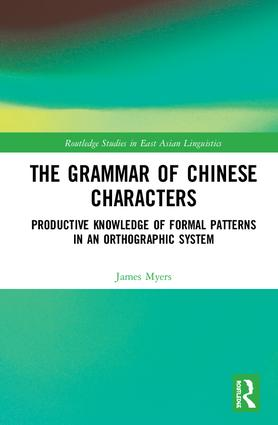 Routledge Studies in East Asian Linguistics
THE GRAMMAR OF CHINESE
CHARACTERS
PRODUCTIVE KNOWLEDGE OF FORMAL PATTERNS
IN AN ORTHOGRAPHIC SYSTEM
James Myers
ROUTLEDGE